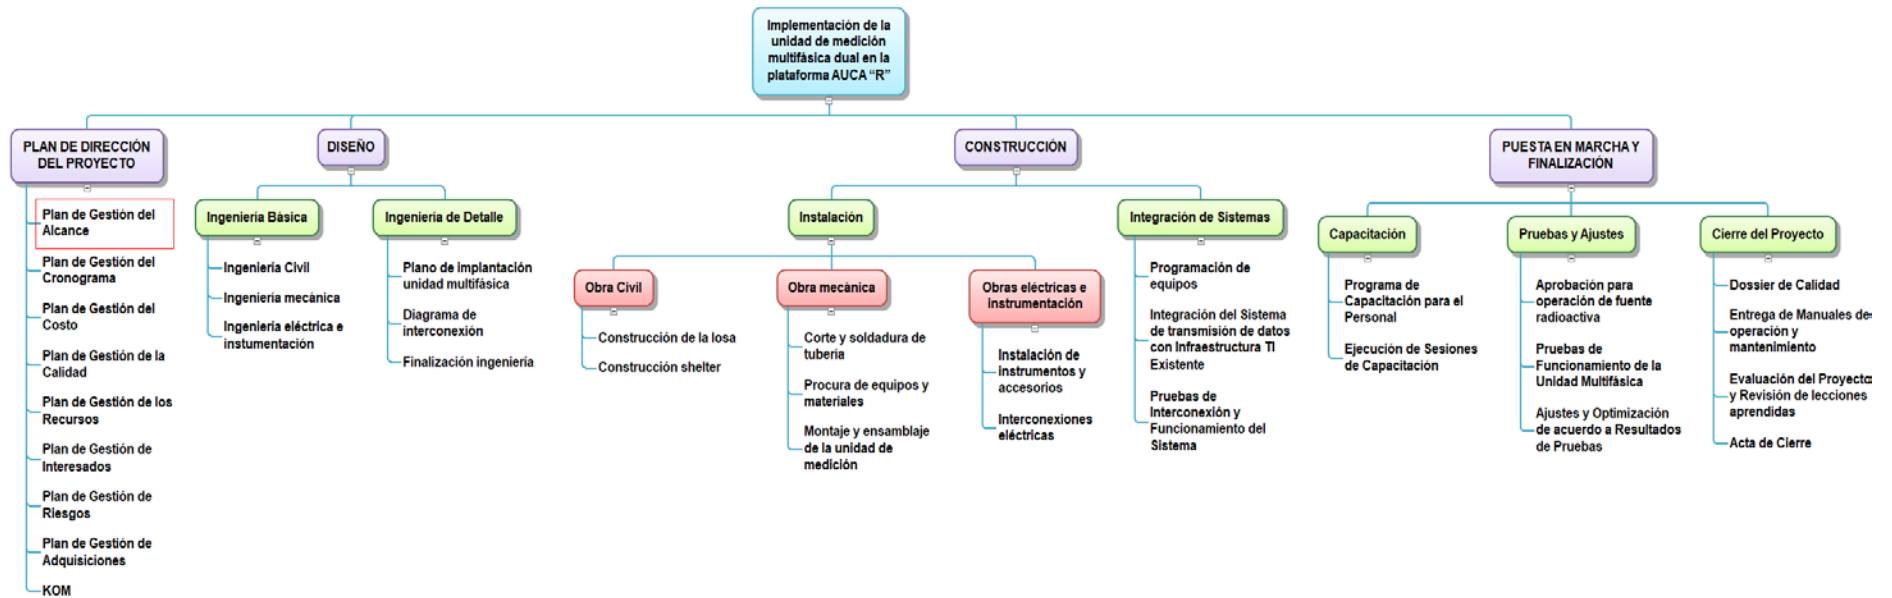 Implementación de la
unidad de medición
multifásica dual en la
plataforma AUCA “R”
PLAN DE DIRECCIÓN
DEL PROYECTO
Plan de Gestión del
Alcance
Plan de Gestión del
Cronograma
Plan de Gestión del
Costo
Plan de Gestión de la
Calidad
Plan de Gestión de los
Recursos
Plan de Gestión de
Interesados
Plan de Gestión de
Riesgos
Plan de Gestión de
Adquisiciones
KOM
DISEÑO
Ingeniería Básica
Ingeniería Civil
Ingeniería mecánica
Ingeniería eléctrica e
instumentación
Ingeniería de Detalle
Plano de implantación
unidad multifásica
Diagrama de
interconexión
Finalización ingeniería
CONSTRUCCIÓN
Instalación
Obra Civil
Construcción de la losa
Construcción shelter
Obra mecánica
Corte y soldadura de
tubería
Procura de equipos y
materiales
Montaje y ensamblaje
de la unidad de
medición
Obras eléctricas e
instrumentación
Instalación de
instrumentos y
accesorios
Interconexiones
eléctricas
Integración de Sistemas
Programación de
equipos
Integración del Sistema
de transmisión de datos
con Infraestructura TI
Existente
Pruebas de
Interconexión y
Funcionamiento del
Sistema
PUESTA EN MARCHA Y
FINALIZACIÓN
Capacitación
Programa de
Capacitación para el
Personal
Ejecución de Sesiones
de Capacitación
Pruebas y Ajustes
Aprobación para
operación de fuente
radioactiva
Pruebas de
Funcionamiento de la
Unidad Multifásica
Ajustes y Optimización
de acuerdo a Resultados
de Pruebas
Cierre del Proyecto
Dossier de Calidad
Entrega de Manuales de
operación y
mantenimiento
Evaluación del Proyecto
y Revisión de lecciones
aprendidas
Acta de Cierre